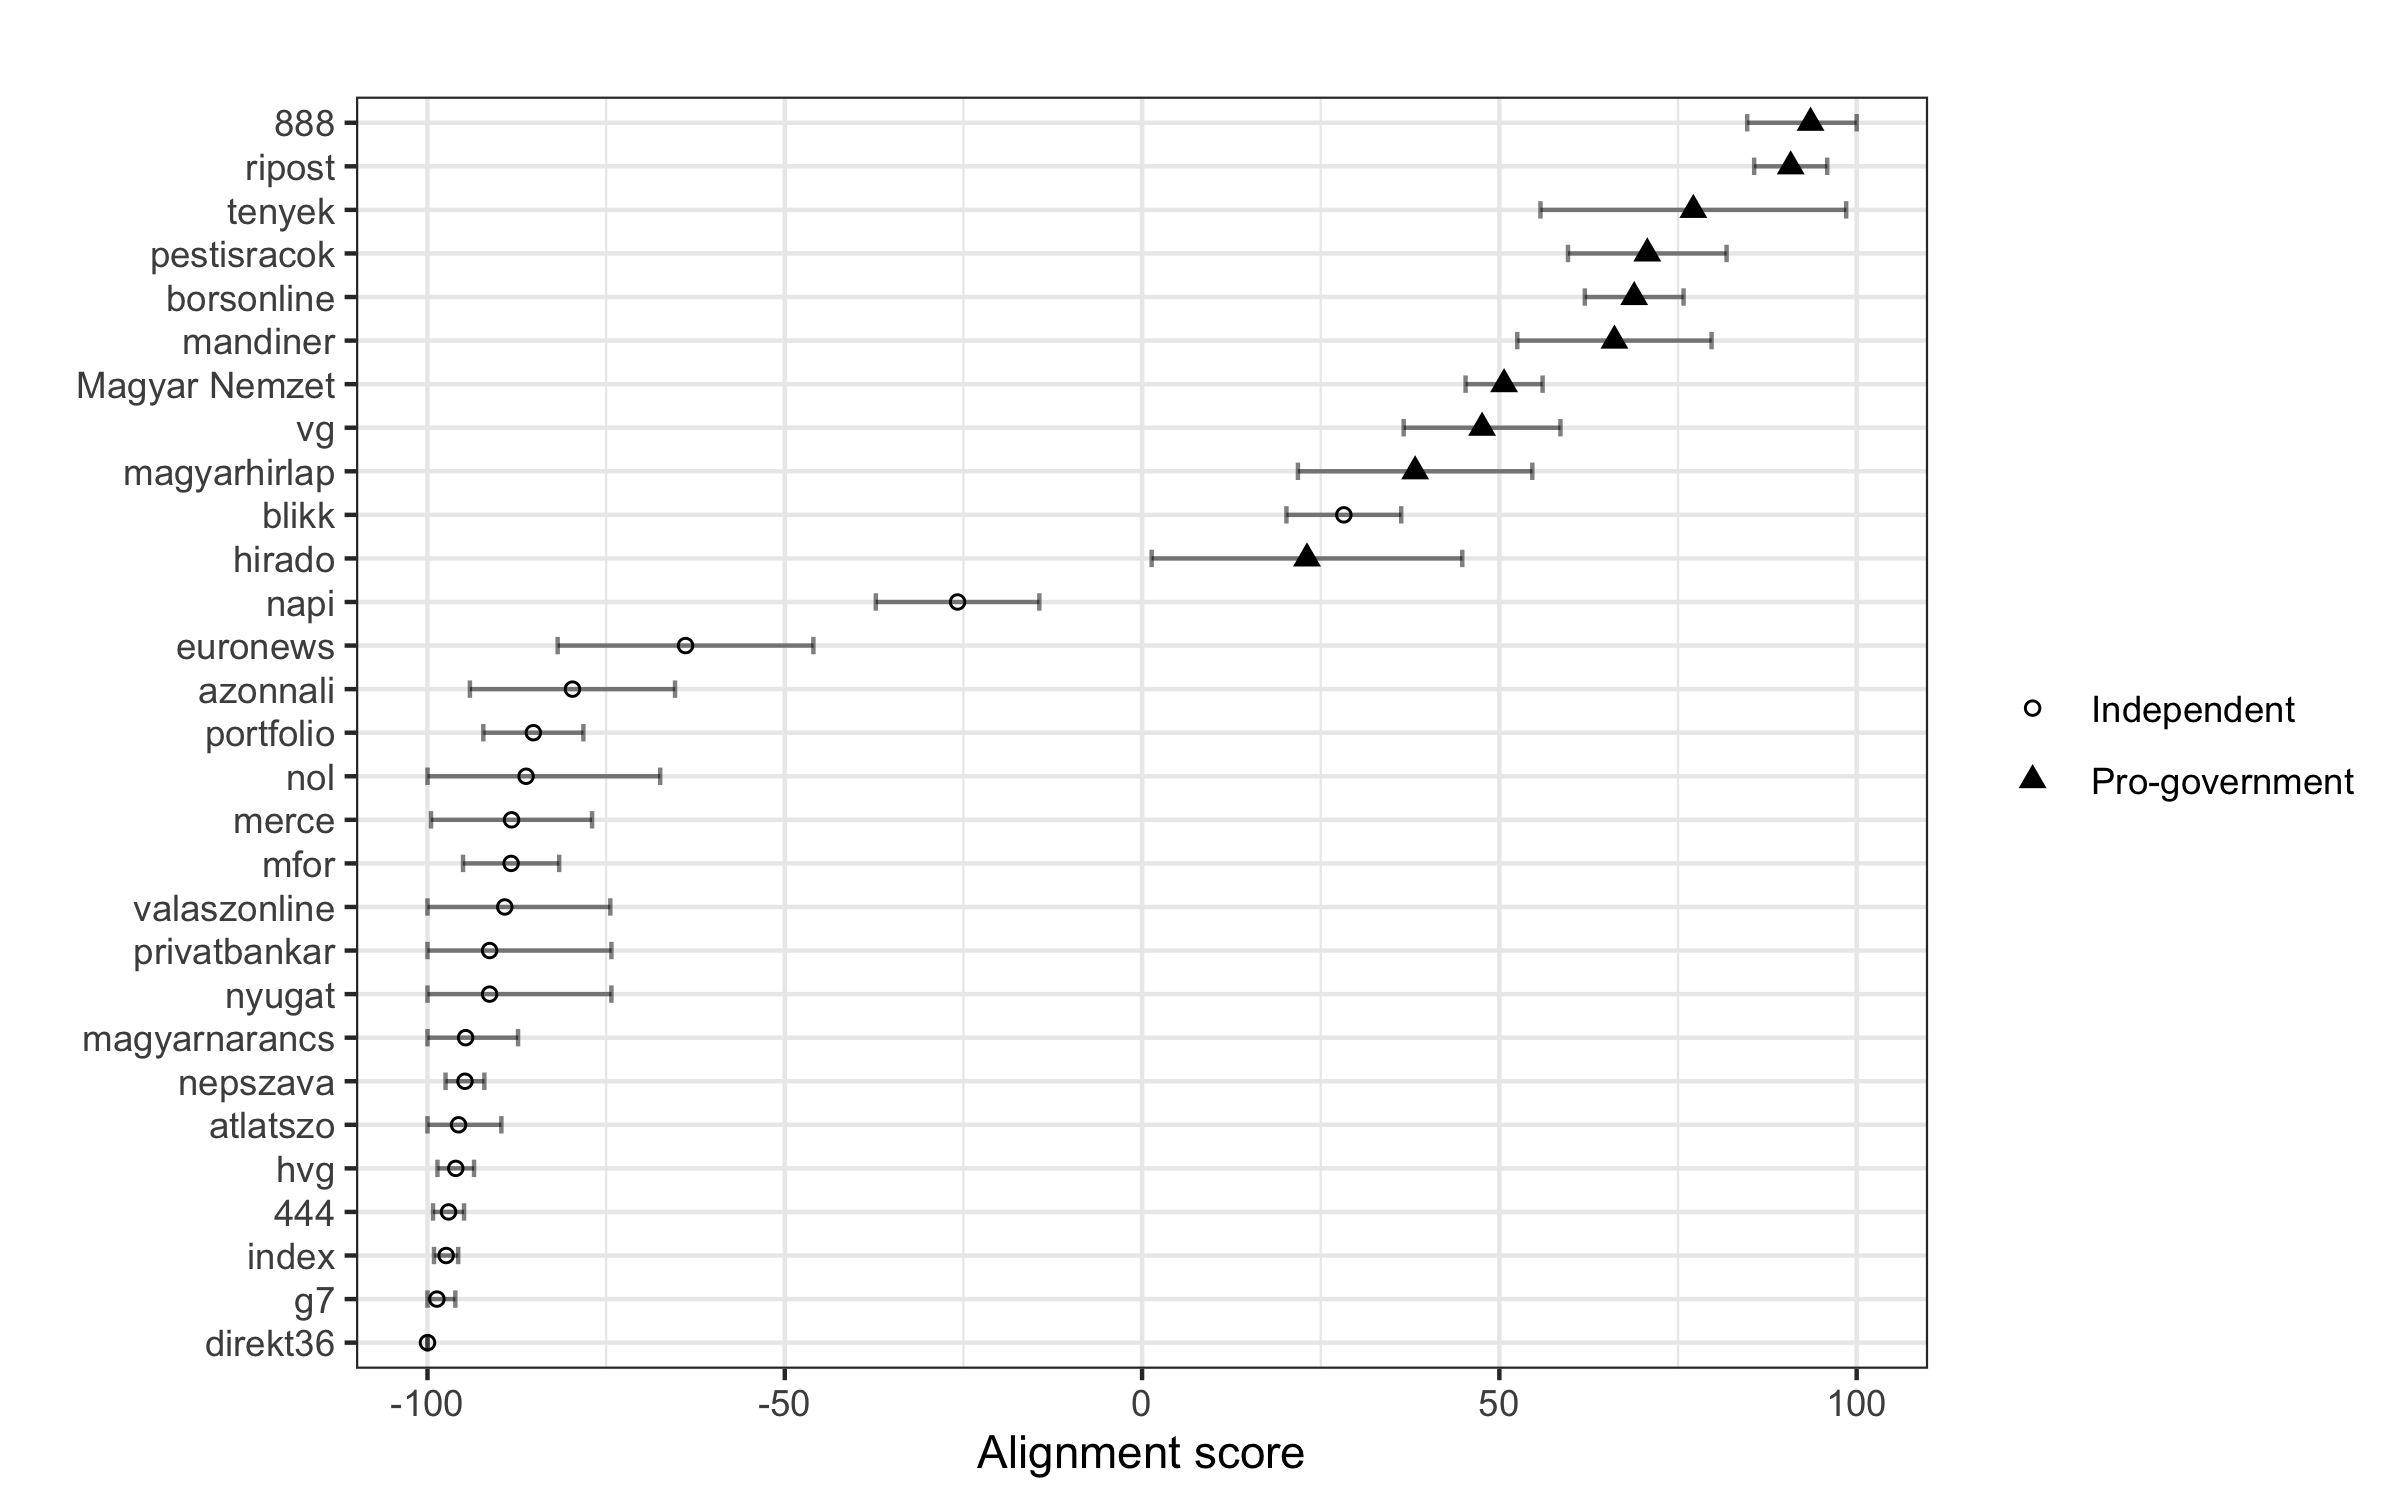 888
ripost
tenyek
pestisracok
borsonline
mandiner
Magyar Nemzet
vg
magyarhirlap
blikk
hirado
napi
euronews
azonnali
portfolio
nol
merce
mfor
valaszonline
privatbankar
nyugat
magyarnarancs
nepszava
atlatszo
hvg
444
index
g7
direkt36
-100 -50 0 50 100
Alignment score
Independent
Pro-government